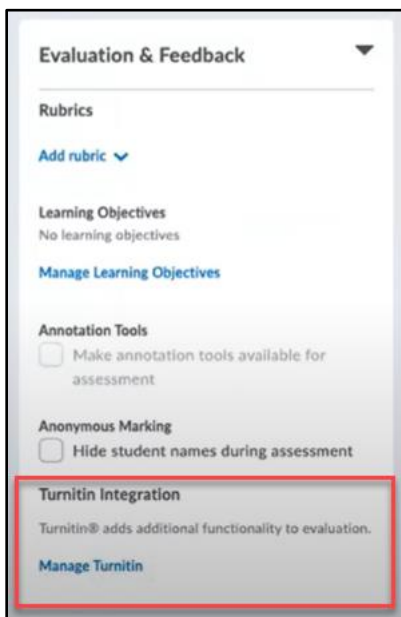 Evaluation & Feedback
Rubrics
Add rubric
Learning Objectives
No learning objectives
Manage Learning Objectives
Annotation Tools
Make annotation tools available for
assessment
Anonymous Marking
Hide student names during assessment
Turnitin Integration
Turnitin® adds additional functionality to evaluation.
Manage Turnitin